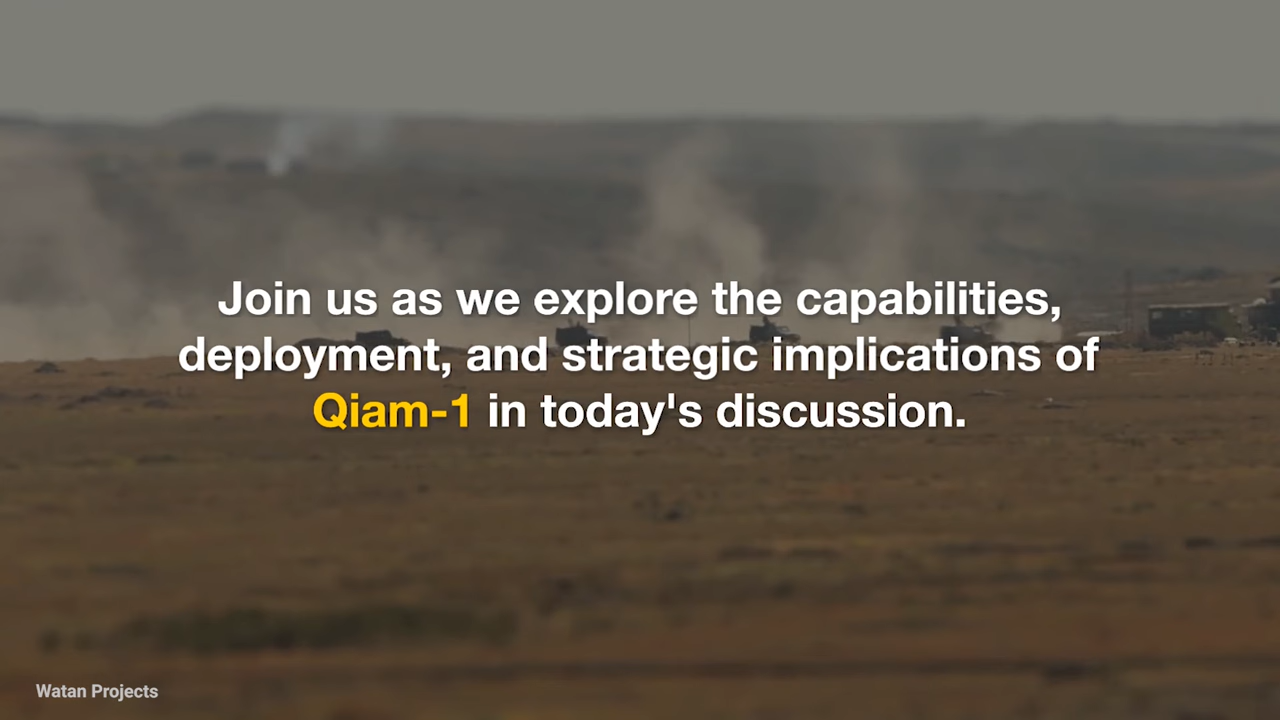 Join us as we explore the capabilities,
deployment, and strategic implications of
Qiam-1 in today's discussion.
Watan Projects